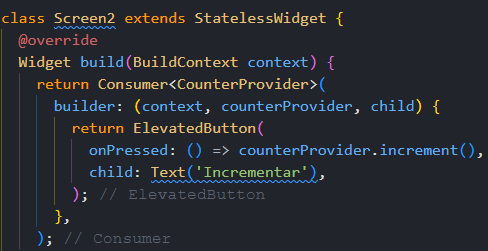 class Screen2 extends StatelessWidget {
  @override
  Widget build(BuildContext context) {
    return Consumer<CounterProvider>(
      builder: (context, counterProvider, child) {
        return ElevatedButton(
          onPressed: () => counterProvider.increment(),
          child: Text('Incrementar'),
        ); // ElevatedButton
      },
    ); // Consumer